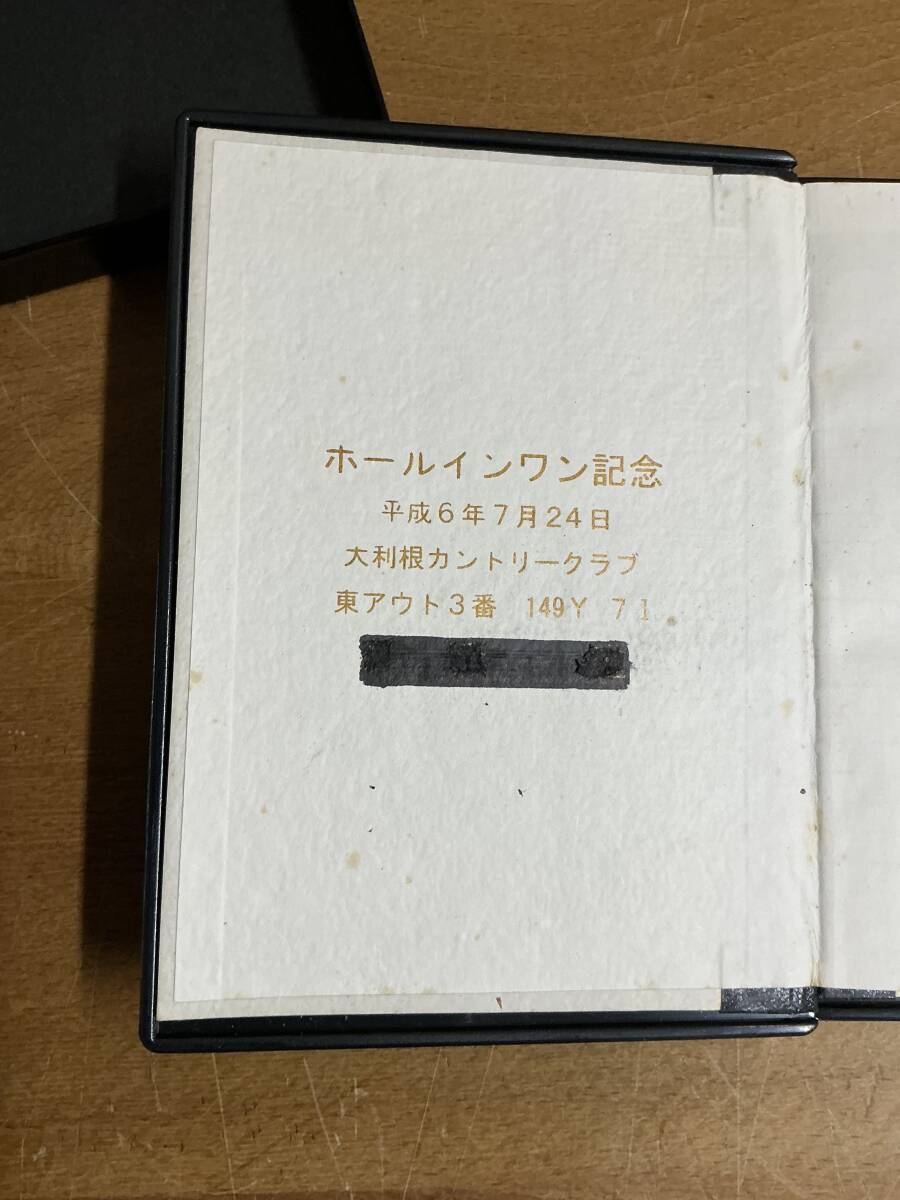 ホールインワン記念
平成6年7月24日
大利根カントリークラブ
東アウト3番 149Y 7I